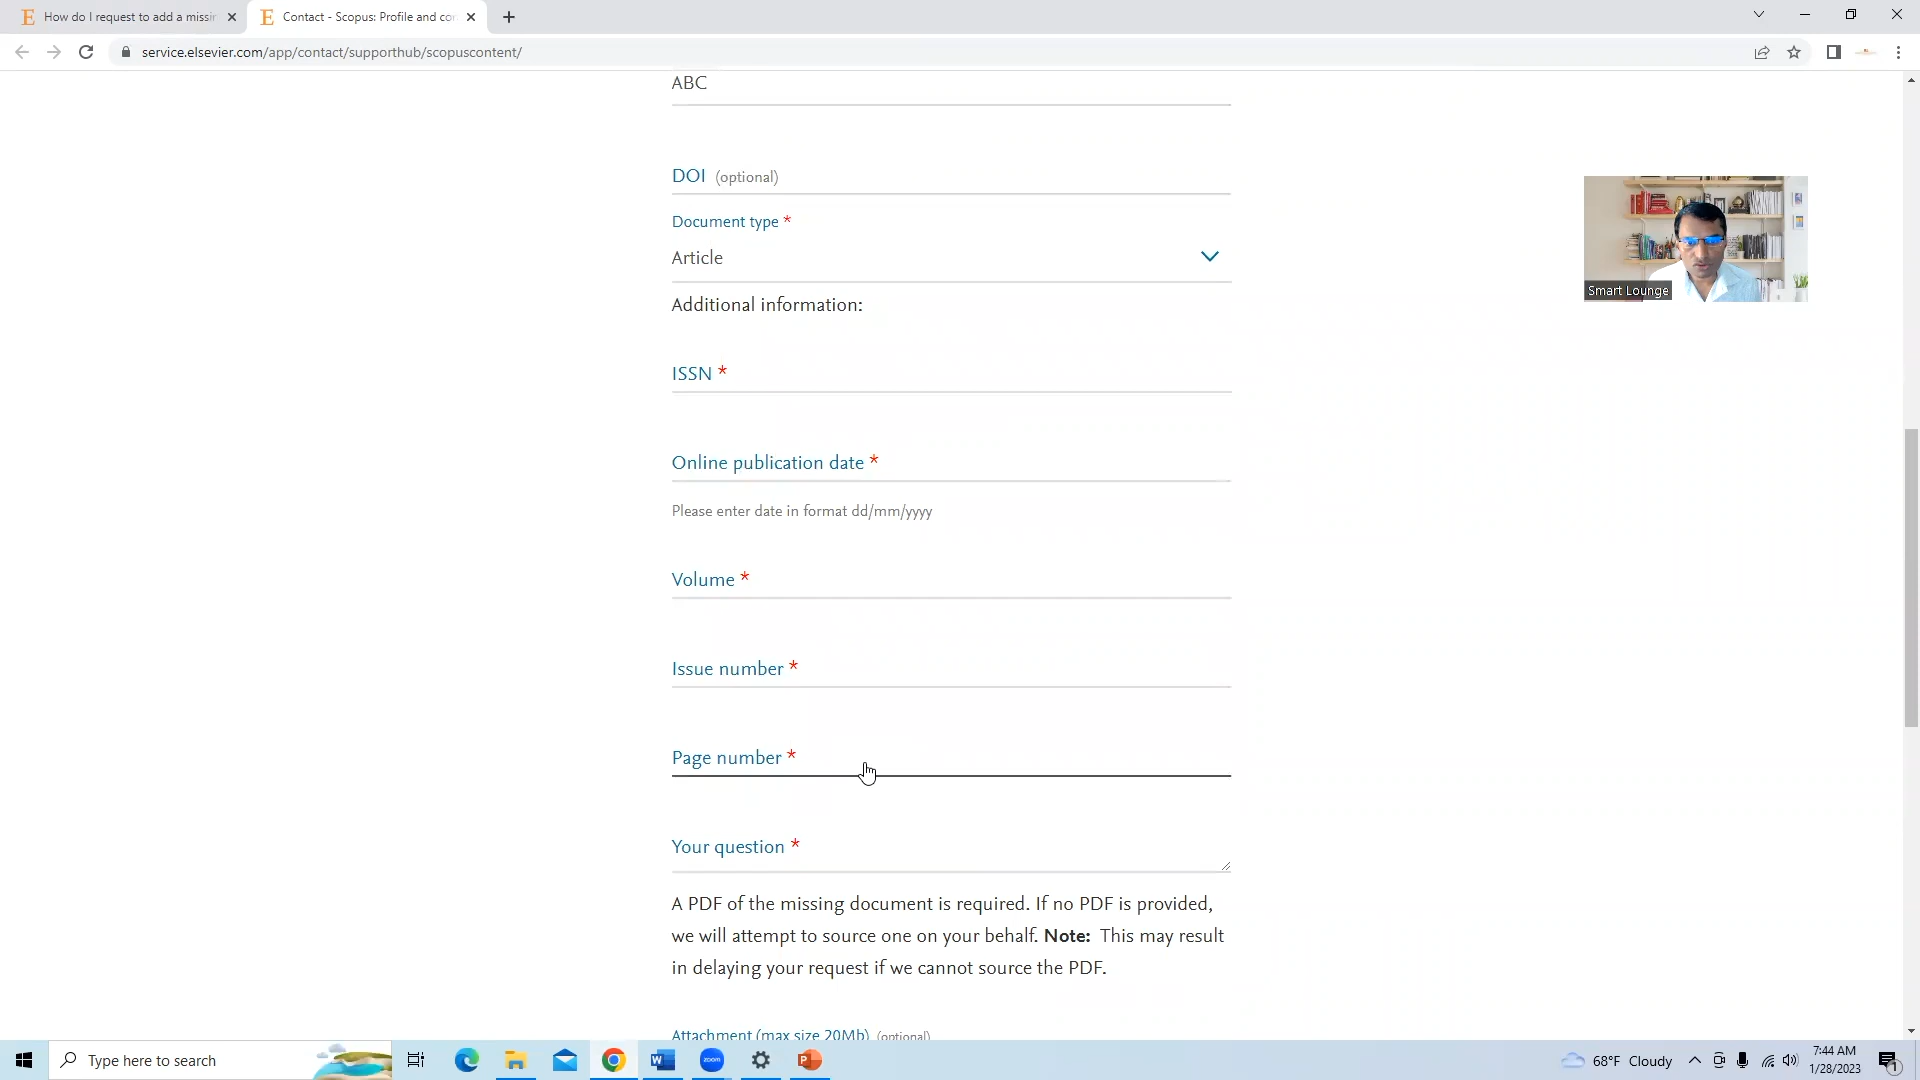 How do I request to add a missin
Contact - Scopus: Profile and co
service.elsevier.com/app/contact/supporthub/scopuscontent/
ABC
DOI (optional)
Document type *
Article
Additional information:
ISSN *
Online publication date *
Please enter date in format dd/mm/yyyy
Volume *
Issue number *
Page number *
Your question *
A PDF of the missing document is required. If no PDF is provided,
we will attempt to source one on your behalf. Note: This may result
in delaying your request if we cannot source the PDF.
Attachment (max size 20Mb) (optional)
Smart Lounge
Type here to search
zoom
68°F Cloudy
7:44 AM
1/28/2023
1